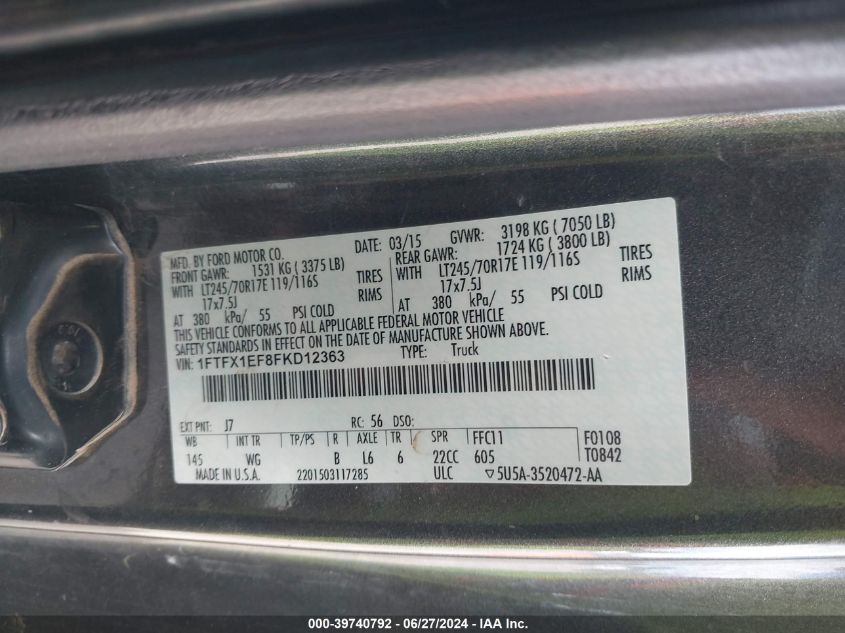 MFD. BY FORD MOTOR CO. DATE: 03/15 GVWR: 3198 KG ( 7050 LB)
FRONT GAWR: 1531 KG ( 3375 LB) REAR GAWR: 1724 KG ( 3800 LB)
WITH LT245/70R17E 119/116S TIRES WITH LT245/70R17E 119/116S TIRES
17x7.5J RIMS 17x7.5J RIMS
AT 380 kPa/ 55 PSI COLD AT 380 kPa/ 55 PSI COLD
THIS VEHICLE CONFORMS TO ALL APPLICABLE FEDERAL MOTOR VEHICLE
SAFETY STANDARDS IN EFFECT ON THE DATE OF MANUFACTURE SHOWN ABOVE.
VIN: 1FTFX1EF8FKD12363 TYPE: Truck
EXT PNT: J7 RC: 56 DSO:
WB INT TR TP/PS R AXLE TR SPR FFC11 F0108
145 WG B L6 6 22CC 605 T0842
MADE IN U.S.A. 2201503117285 ULC ▽5U5A-3520472-AA
000-39740792 - 06/27/2024 - IAA Inc.